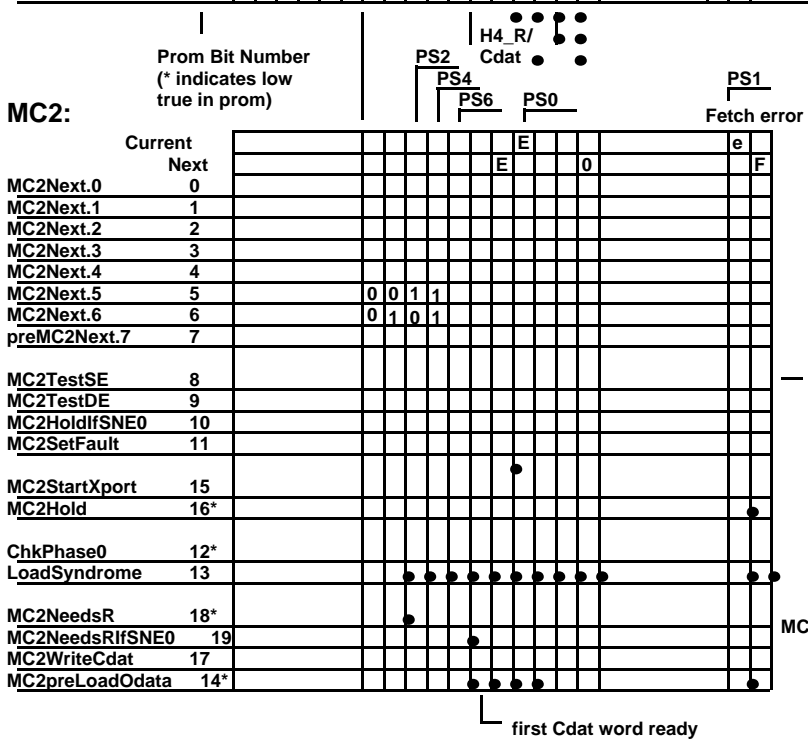 H4_R/
Prom Bit Number PS2 Cdat
(* indicates low PS4 PS1
true in prom) PS6 PS0
MC2: Fetch error
Current E e
Next E 0 F
MC2Next.0 0
MC2Next.1 1
MC2Next.2 2
MC2Next.3 3
MC2Next.4 4
MC2Next.5 5 0 0 1 1
MC2Next.6 6 0 1 0 1
preMC2Next.7 7
MC2TestSE 8
MC2TestDE 9
MC2HoldIfSNE0 10
MC2SetFault 11
MC2StartXport 15
MC2Hold 16*
ChkPhase0 12*
LoadSyndrome 13
MC2NeedsR 18*
MC2NeedsRIfSNE0 19 MC
MC2WriteCdat 17
MC2preLoadOdata 14*
first Cdat word ready